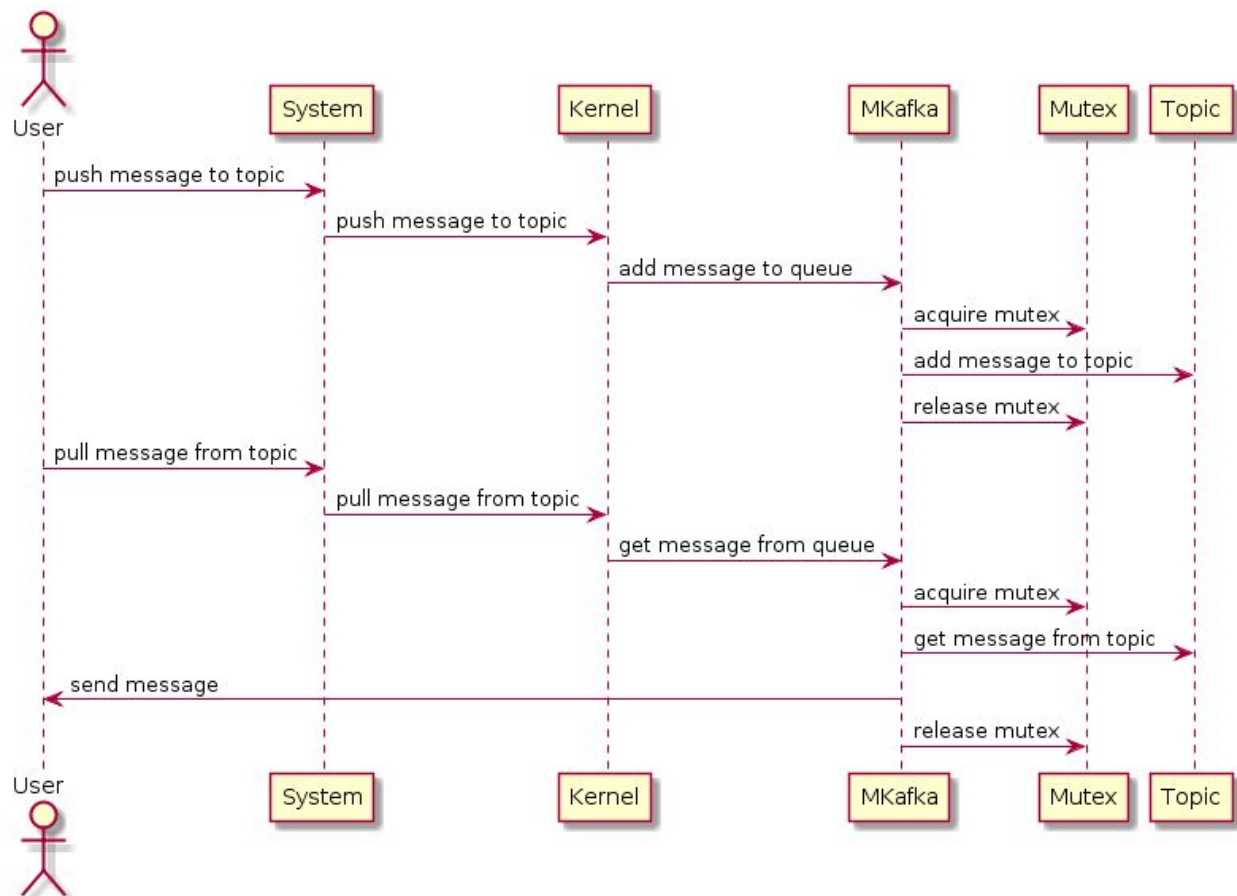 User
System
Kernel
MKafka
Mutex
Topic
push message to topic
push message to topic
add message to queue
acquire mutex
add message to topic
release mutex
pull message from topic
pull message from topic
get message from queue
acquire mutex
get message from topic
send message
release mutex
User
System
Kernel
MKafka
Mutex
Topic